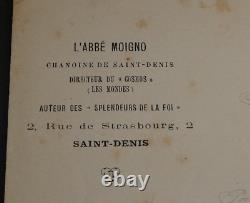 L'ABBÉ MOIGNO
CHANOINE DE SAINT-DENIS
DIRECTEUR DU « COSMOS »
(LES MONDES)
AUTEUR DES « SPLENDEURS DE LA FOI »
2, Rue de Strasbourg, 2
SAINT-DENIS
ebay